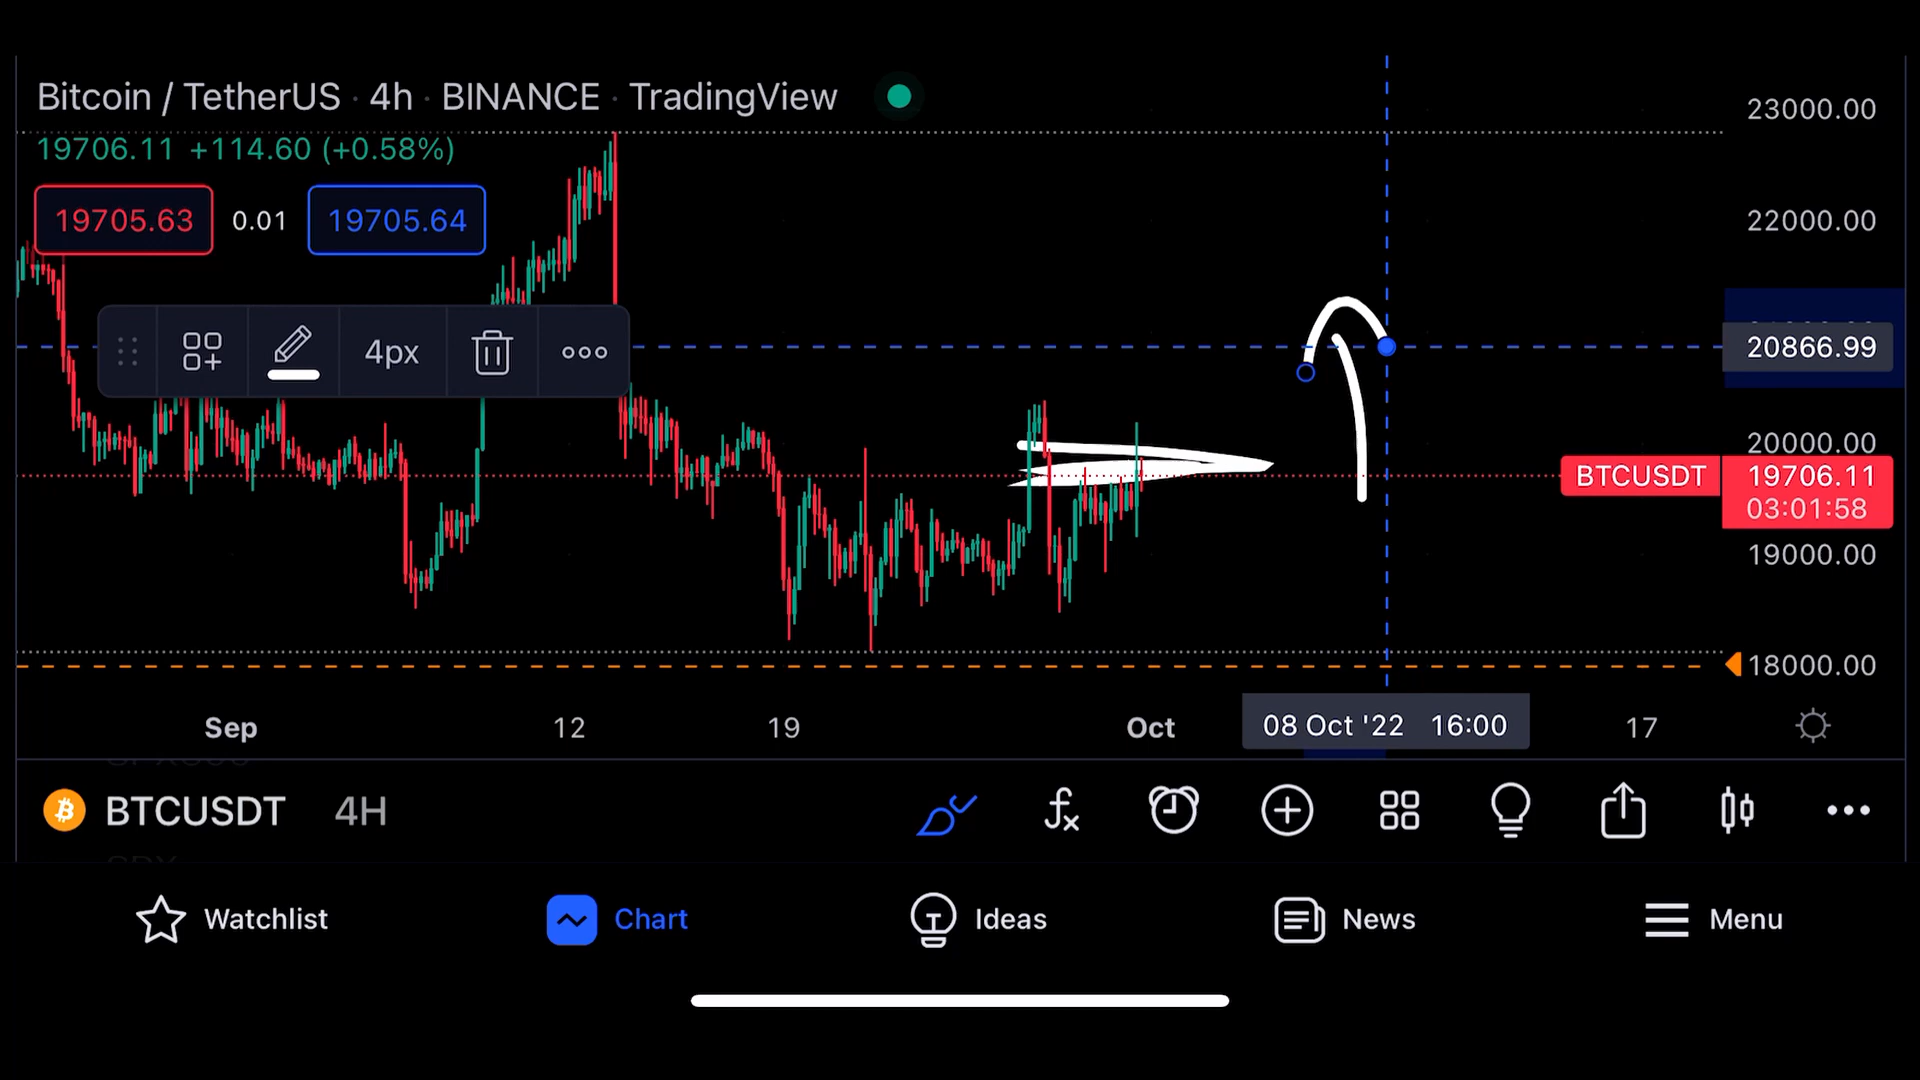 Bitcoin / TetherUS · 4h · BINANCE · TradingView
19706.11 +114.60 (+0.58%)
19705.63 0.01 19705.64
4px
23000.00
22000.00
20866.99
20000.00
BTCUSDT 19706.11
03:01:58
19000.00
18000.00
Sep 12 19 Oct 08 Oct '22 16:00 17
BTCUSDT 4H
Watchlist Chart Ideas News Menu